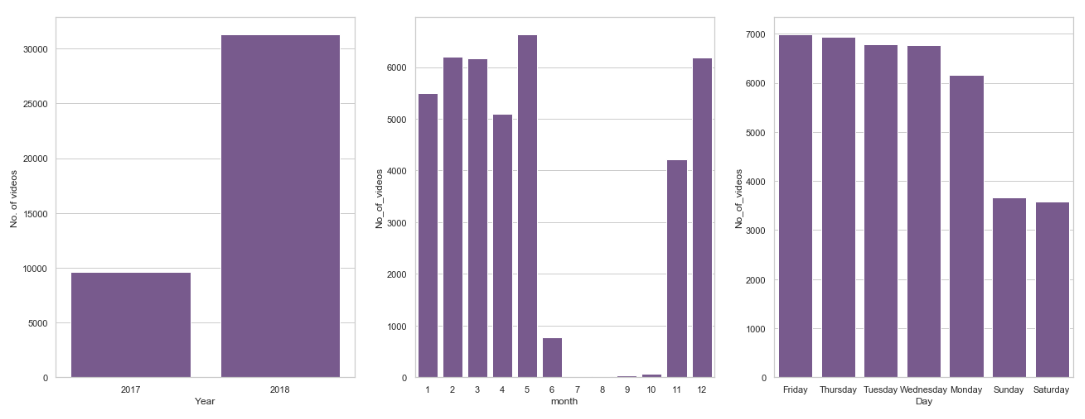 No. of videos
30000
25000
20000
15000
10000
5000
0
2017 2018
Year
No_of_videos
6000
5000
4000
3000
2000
1000
0
1 2 3 4 5 6 7 8 9 10 11 12
month
No_of_videos
7000
6000
5000
4000
3000
2000
1000
0
Friday Thursday Tuesday Wednesday Monday Sunday Saturday
Day